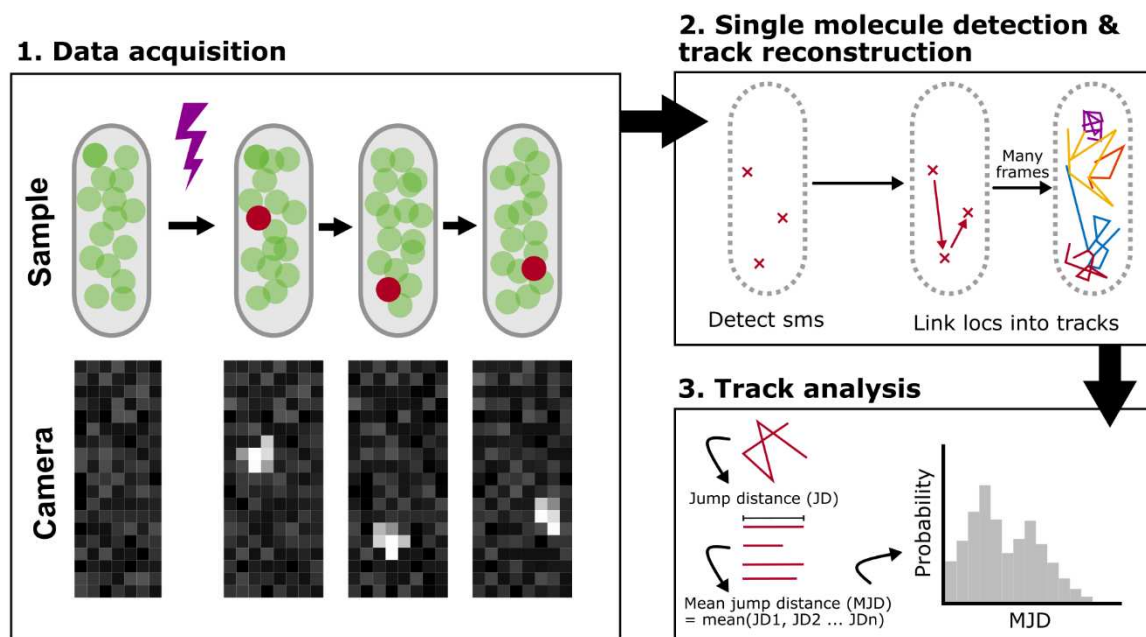 1. Data acquisition
Sample
Camera
2. Single molecule detection &
track reconstruction
Many
frames
Detect sms
Link locs into tracks
3. Track analysis
Jump distance (JD)
Mean jump distance (MJD)
= mean(JD1, JD2 ... JDn)
Probability
MJD